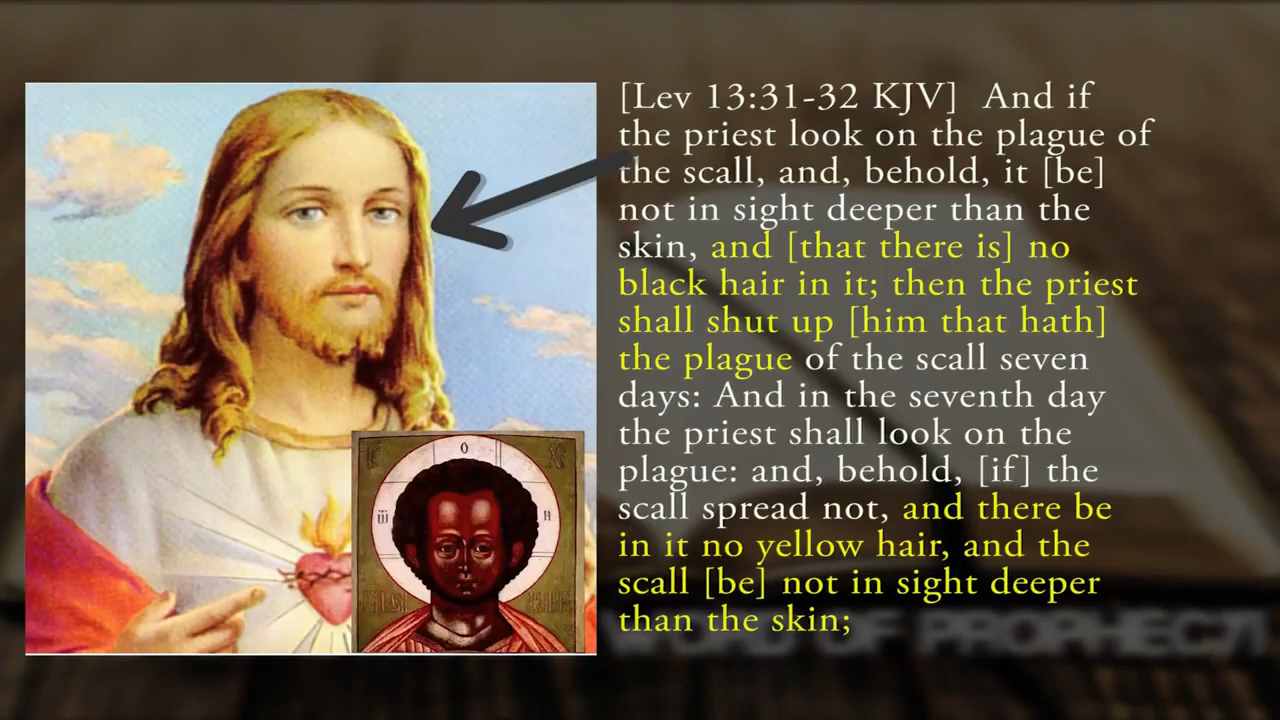 [Lev 13:31-32 KJV] And if
the priest look on the plague of
the scall, and, behold, it [be]
not in sight deeper than the
skin, and [that there is] no
black hair in it; then the priest
shall shut up [him that hath]
the plague of the scall seven
days: And in the seventh day
the priest shall look on the
plague: and, behold, [if] the
scall spread not, and there be
in it no yellow hair, and the
scall [be] not in sight deeper
than the skin;
WORD OF PROPHECY